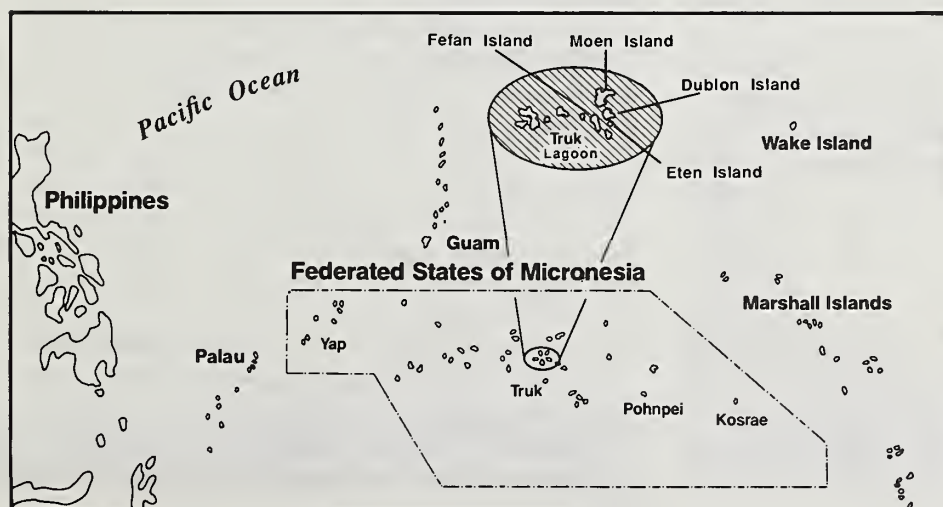 Fefan Island
Moen Island
Pacific Ocean
Dublon Island
Truk
Lagoon
Wake Island
Eten Island
Philippines
Guam
Federated States of Micronesia
Marshall Islands
Yap
Palau
Truk
Pohnpei
Kosrae